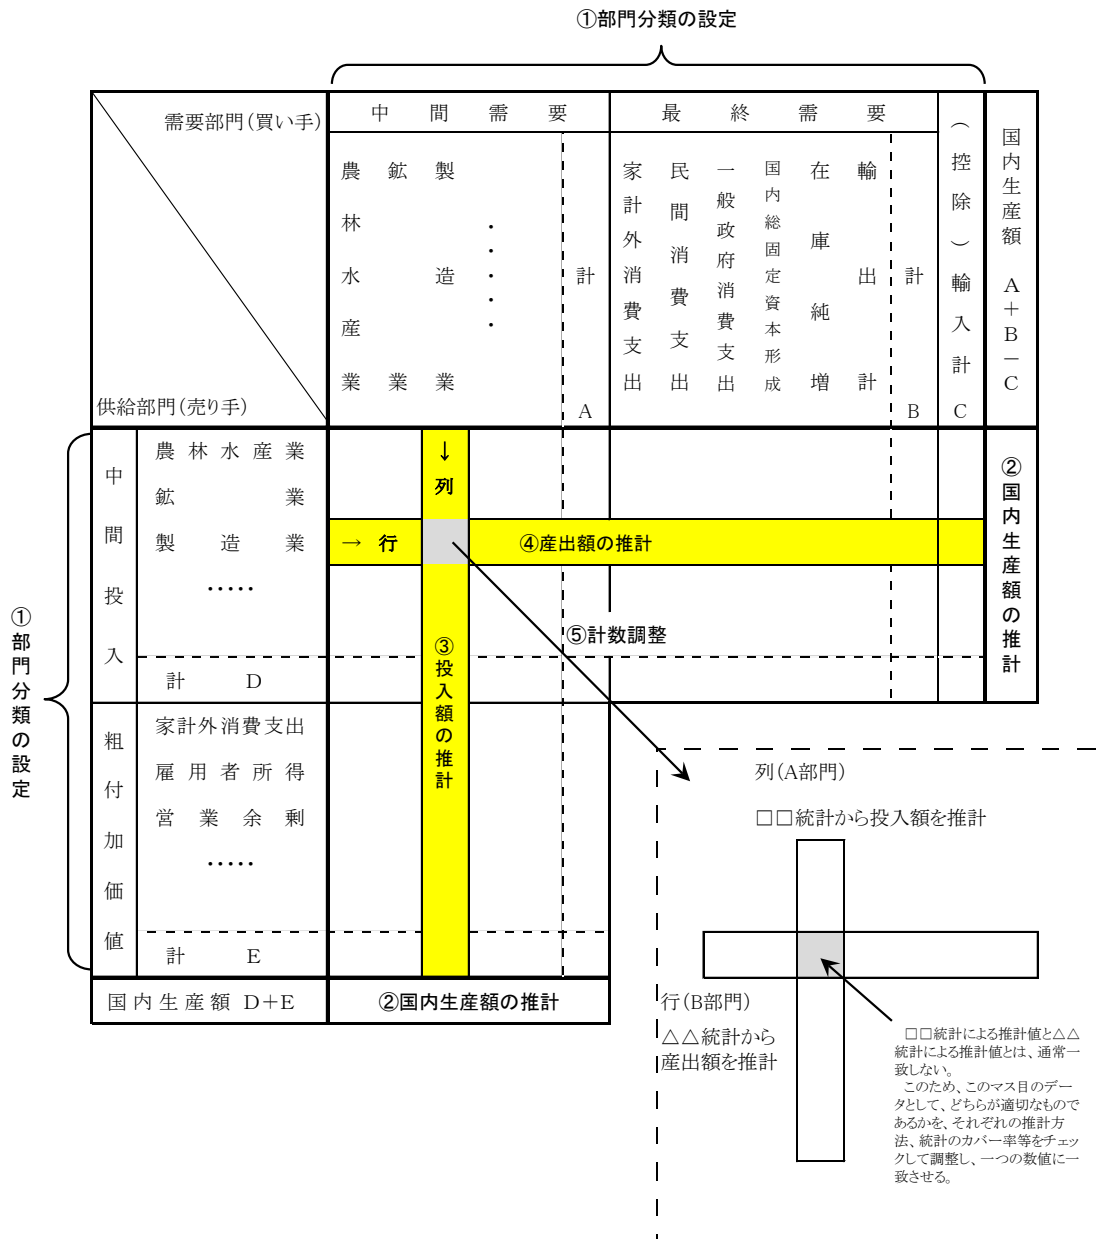 ①部門分類の設定
需要部門(買い手)
供給部門(売り手)
中間需要
農林水産業
鉱業
製造業
・・・・・
計 A
最終需要
家計外消費支出
民間消費支出
一般政府消費支出
国内総固定資本形成
在庫純増
輸出計
計 B
(控除)輸入計 C
国内生産額 A+B-C
①部門分類の設定
中間投入
農林水産業
鉱業
製造業
・・・・・
計 D
粗付加価値
家計外消費支出
雇用者所得
営業余剰
・・・・・
計 E
国内生産額 D+E
↓
列
→ 行
④産出額の推計
③投入額の推計
⑤計数調整
②国内生産額の推計
②国内生産額の推計
列(A部門)
□□統計から投入額を推計
行(B部門)
△△統計から
産出額を推計
□□統計による推計値と△△
統計による推計値とは、通常一
致しない。
このため、このマス目のデー
タとして、どちらが適切なもので
あるかを、それぞれの推計方
法、統計のカバー率等をチェッ
クして調整し、一つの数値に一
致させる。